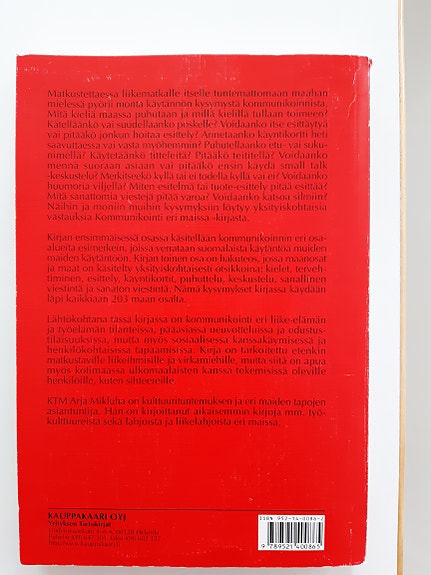 Matkustettaessa liikematkalle itselle tuntemattomaan maahan
mielessä pyörii monta käytännön kysymystä kommunikoinnista.
Mitä kieliä maassa puhutaan ja millä kielillä tullaan toimeen?
Kätelläänkö vai suudellaanko poskelle? Voidaanko itse esittäytyä
vai pitääkö jonkun hoitaa esittely? Annetaanko käyntikortti heti
saavuttaessa vai vasta myöhemmin? Puhutellaanko etu- vai suku-
nimellä? Käytetäänkö titteleitä? Pitääkö teititellä? Voidaanko
mennä suoraan asiaan vai pitääkö ensin käydä small talk
-keskustelu? Merkitseekö kyllä tai ei todella kyllä vai ei? Voidaanko
huumoria viljellä? Miten esitelmä tai tuote-esittely pitää esittää?
Mitä sanattomia viestejä pitää varoa? Voidaanko katsoa silmiin?
Näihin ja moniin muihin kysymyksiin löytyy yksityiskohtaisia
vastauksia Kommunikointi eri maissa -kirjasta.
Kirjan ensimmäisessä osassa käsitellään kommunikoinnin eri osa-
alueita esimerkein, joissa verrataan suomalaista käytäntöä muiden
maiden käytäntöön. Kirjan toinen osa on hakuteos, jossa maanosat
ja maat on käsitelty yksityiskohtaisesti otsikkoina: kielet, terveh-
timinen, esittely, käyntikortit, puhuttelu, keskustelu, sanallinen
viestintä ja sanaton viestintä. Nämä kysymykset kirjassa käydään
läpi kaikkiaan 203 maan osalta.
Lähtökohtana tässä kirjassa on kommunikointi eri liike-elämän
ja työelämän tilanteissa, pääasiassa neuvotteluissa ja edustus-
tilaisuuksissa, mutta myös sosiaalisessa kanssakäymisessä ja
henkilökohtaisissa tapaamisissa. Kirja on tarkoitettu etenkin
matkustaville liikeihmisille ja virkamiehille, mutta siitä on apua
myös kotimaassa ulkomaalaisten kanssa tekemisissä oleville
henkilöille, kuten sihteereille.
KTM Arja Mikluha on kulttuurituntemuksen ja eri maiden tapojen
asiantuntija. Hän on kirjoittanut aikaisemmin kirjoja mm. työ-
kulttuureista sekä lahjoista ja liikelahjoista eri maissa.
KAUPPAKAARI OYJ
Yrityksen Tietokirjat
ISBN 952-14-0086-2
9 789521 400865